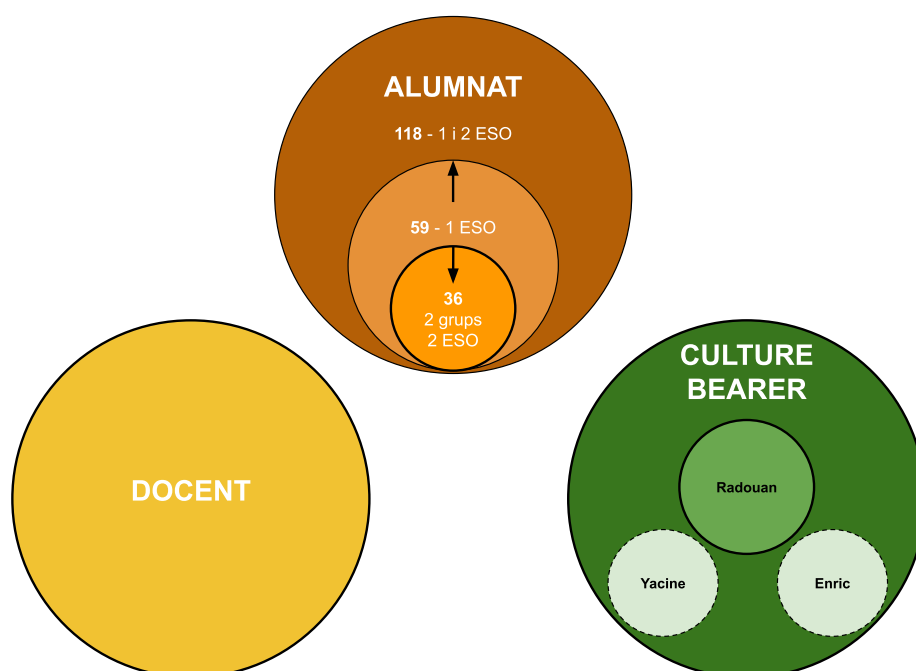 ALUMNAT
118 - 1 i 2 ESO
59 - 1 ESO
36
2 grups
2 ESO
DOCENT
CULTURE
BEARER
Radouan
Yacine
Enric